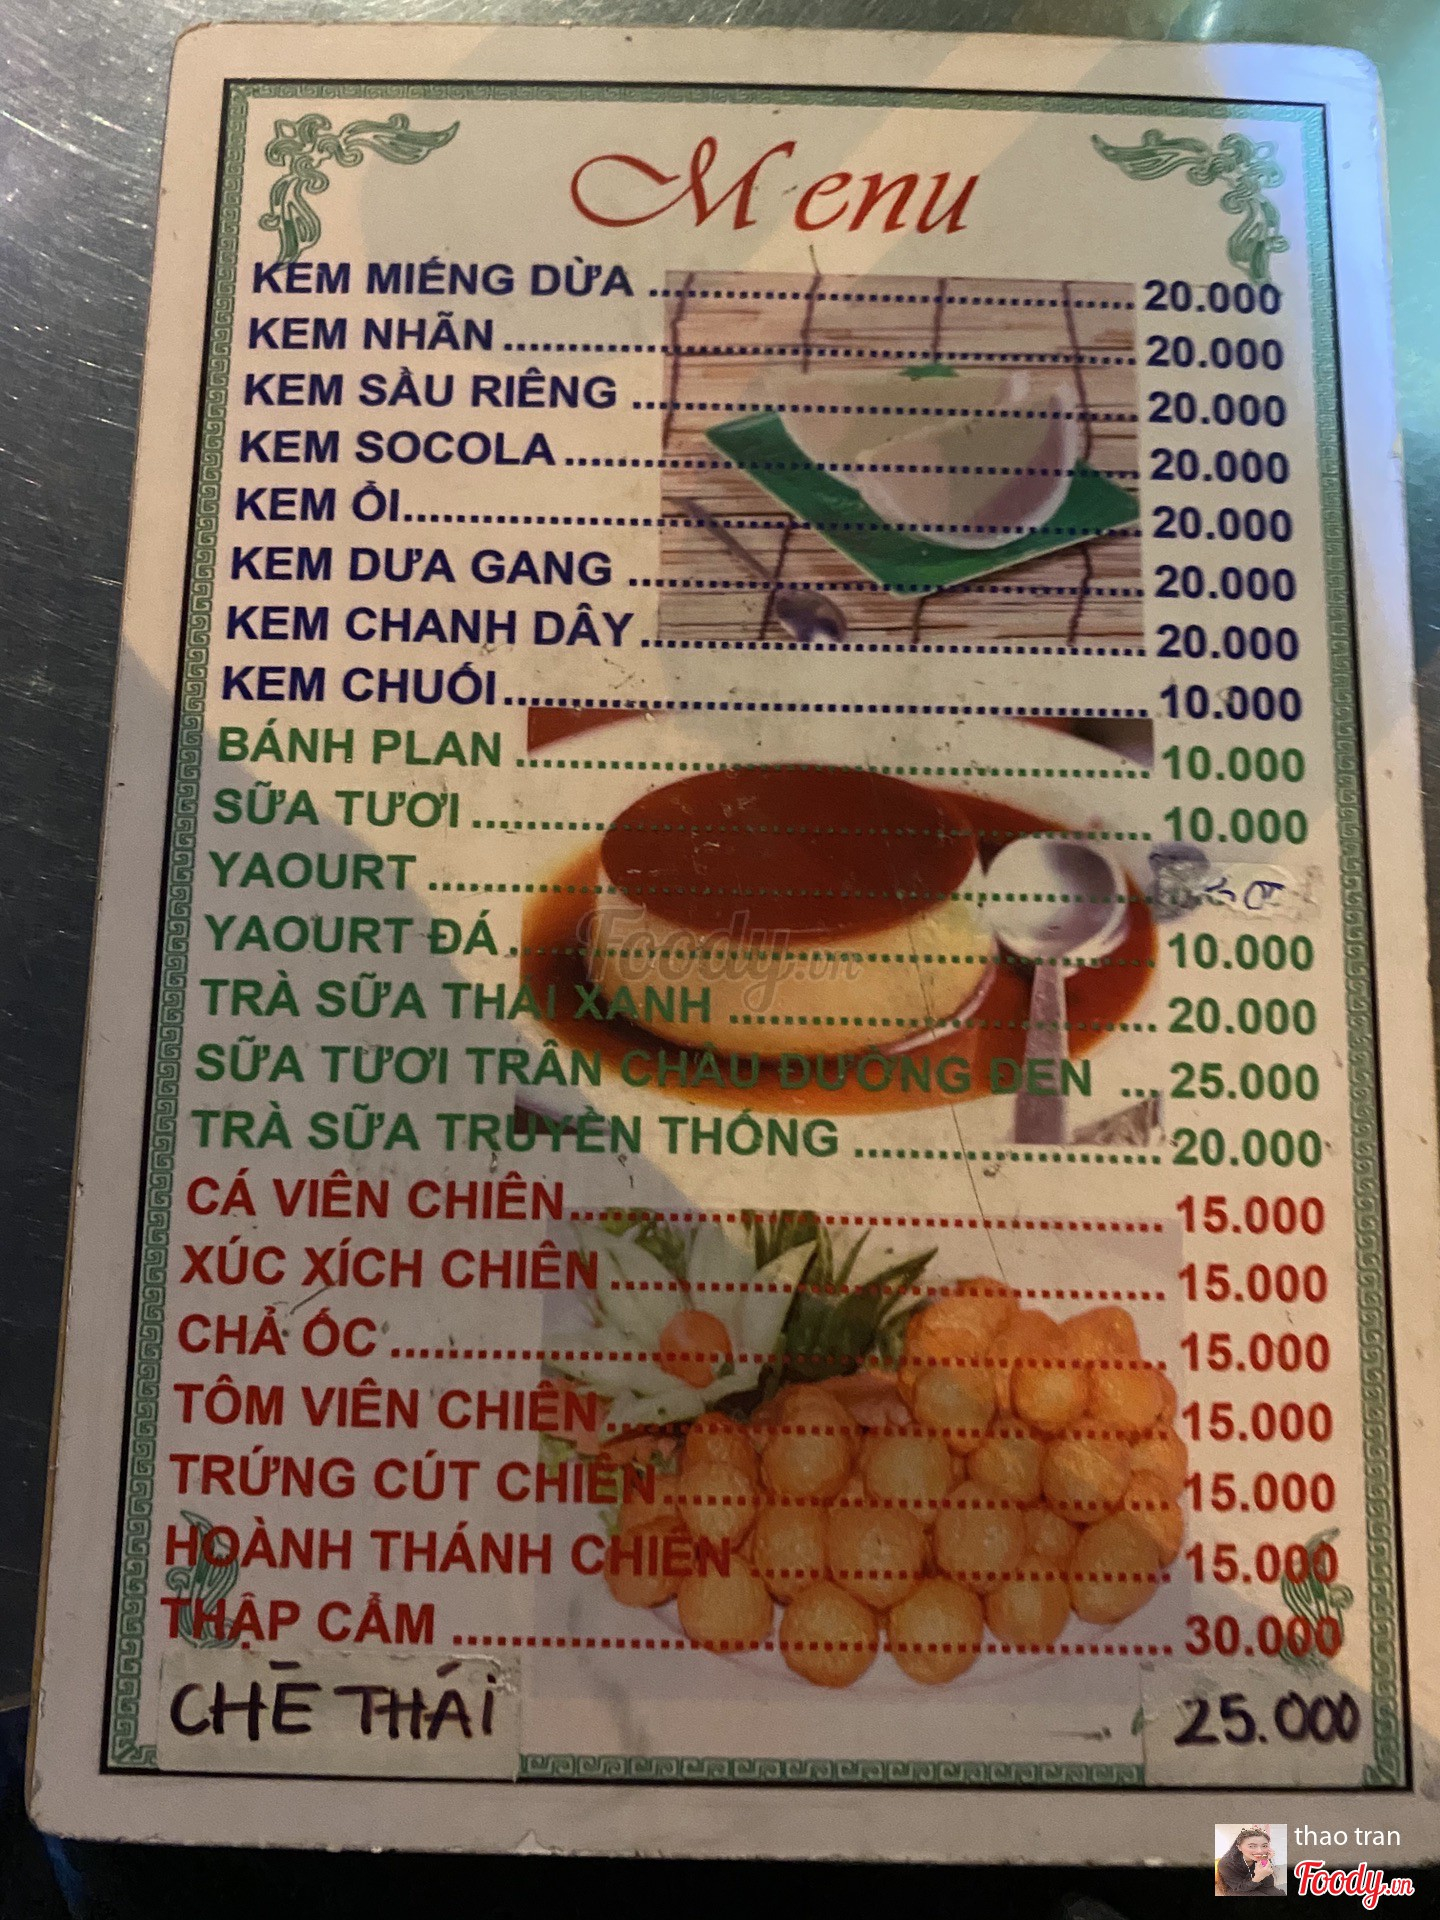 Menu
KEM MIẾNG DỪA ........ 20.000
KEM NHÃN ........ 20.000
KEM SẦU RIÊNG ........ 20.000
KEM SOCOLA ........ 20.000
KEM ỔI ........ 20.000
KEM DƯA GANG ........ 20.000
KEM CHANH DÂY ........ 20.000
KEM CHUỐI ........ 10.000
BÁNH PLAN ........ 10.000
SỮA TƯƠI ........ 10.000
YAOURT ........
YAOURT ĐÁ ........ 10.000
TRÀ SỮA THÁI XANH ........ 20.000
SỮA TƯƠI TRÂN CHÂU ĐƯỜNG ĐEN ... 25.000
TRÀ SỮA TRUYỀN THỐNG ........ 20.000
CÁ VIÊN CHIÊN ........ 15.000
XÚC XÍCH CHIÊN ........ 15.000
CHẢ ỐC ........ 15.000
TÔM VIÊN CHIÊN ........ 15.000
TRỨNG CÚT CHIÊN ........ 15.000
HOÀNH THÁNH CHIÊN ........ 15.000
THẬP CẨM ........ 30.000
CHÈ THÁI 25.000
Foody.vn
thao tran
Foody.vn